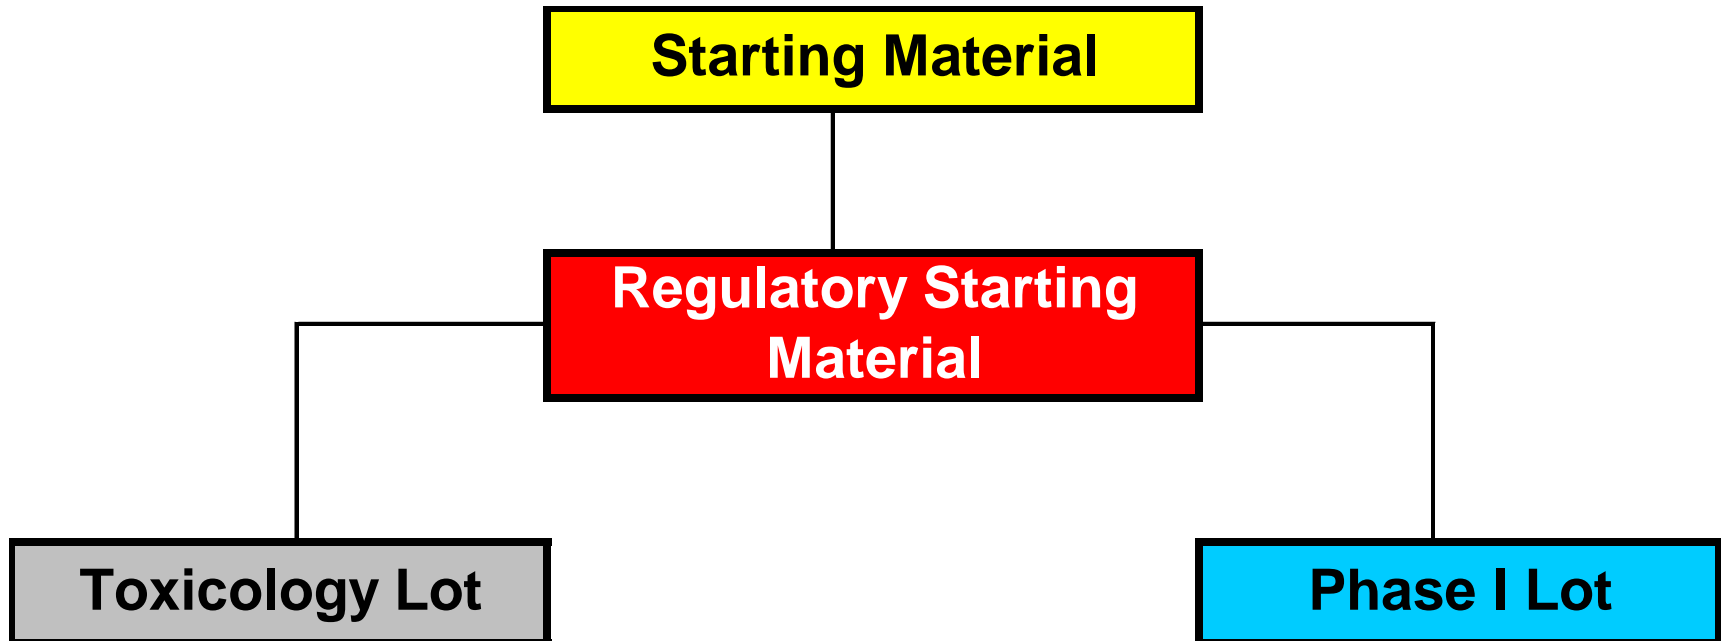 Starting Material
Regulatory Starting
Material
Toxicology Lot
Phase I Lot